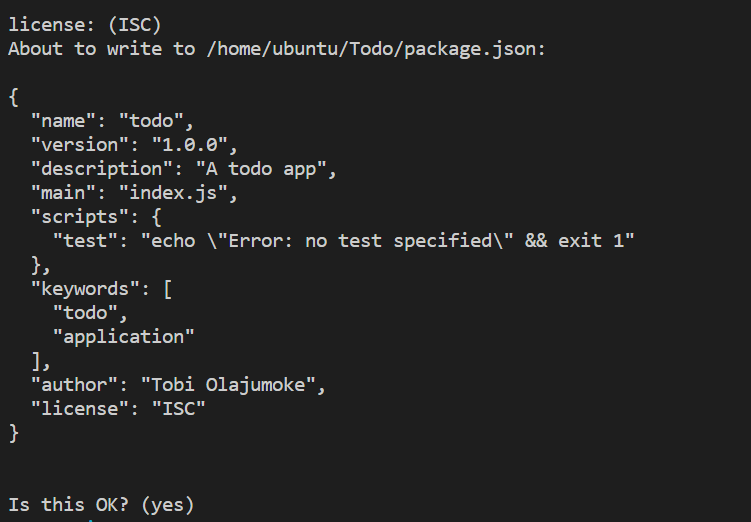 license: (ISC)
About to write to /home/ubuntu/Todo/package.json:
{
  "name": "todo",
  "version": "1.0.0",
  "description": "A todo app",
  "main": "index.js",
  "scripts": {
    "test": "echo \"Error: no test specified\" && exit 1"
  },
  "keywords": [
    "todo",
    "application"
  ],
  "author": "Tobi Olajumoke",
  "license": "ISC"
}
Is this OK? (yes)